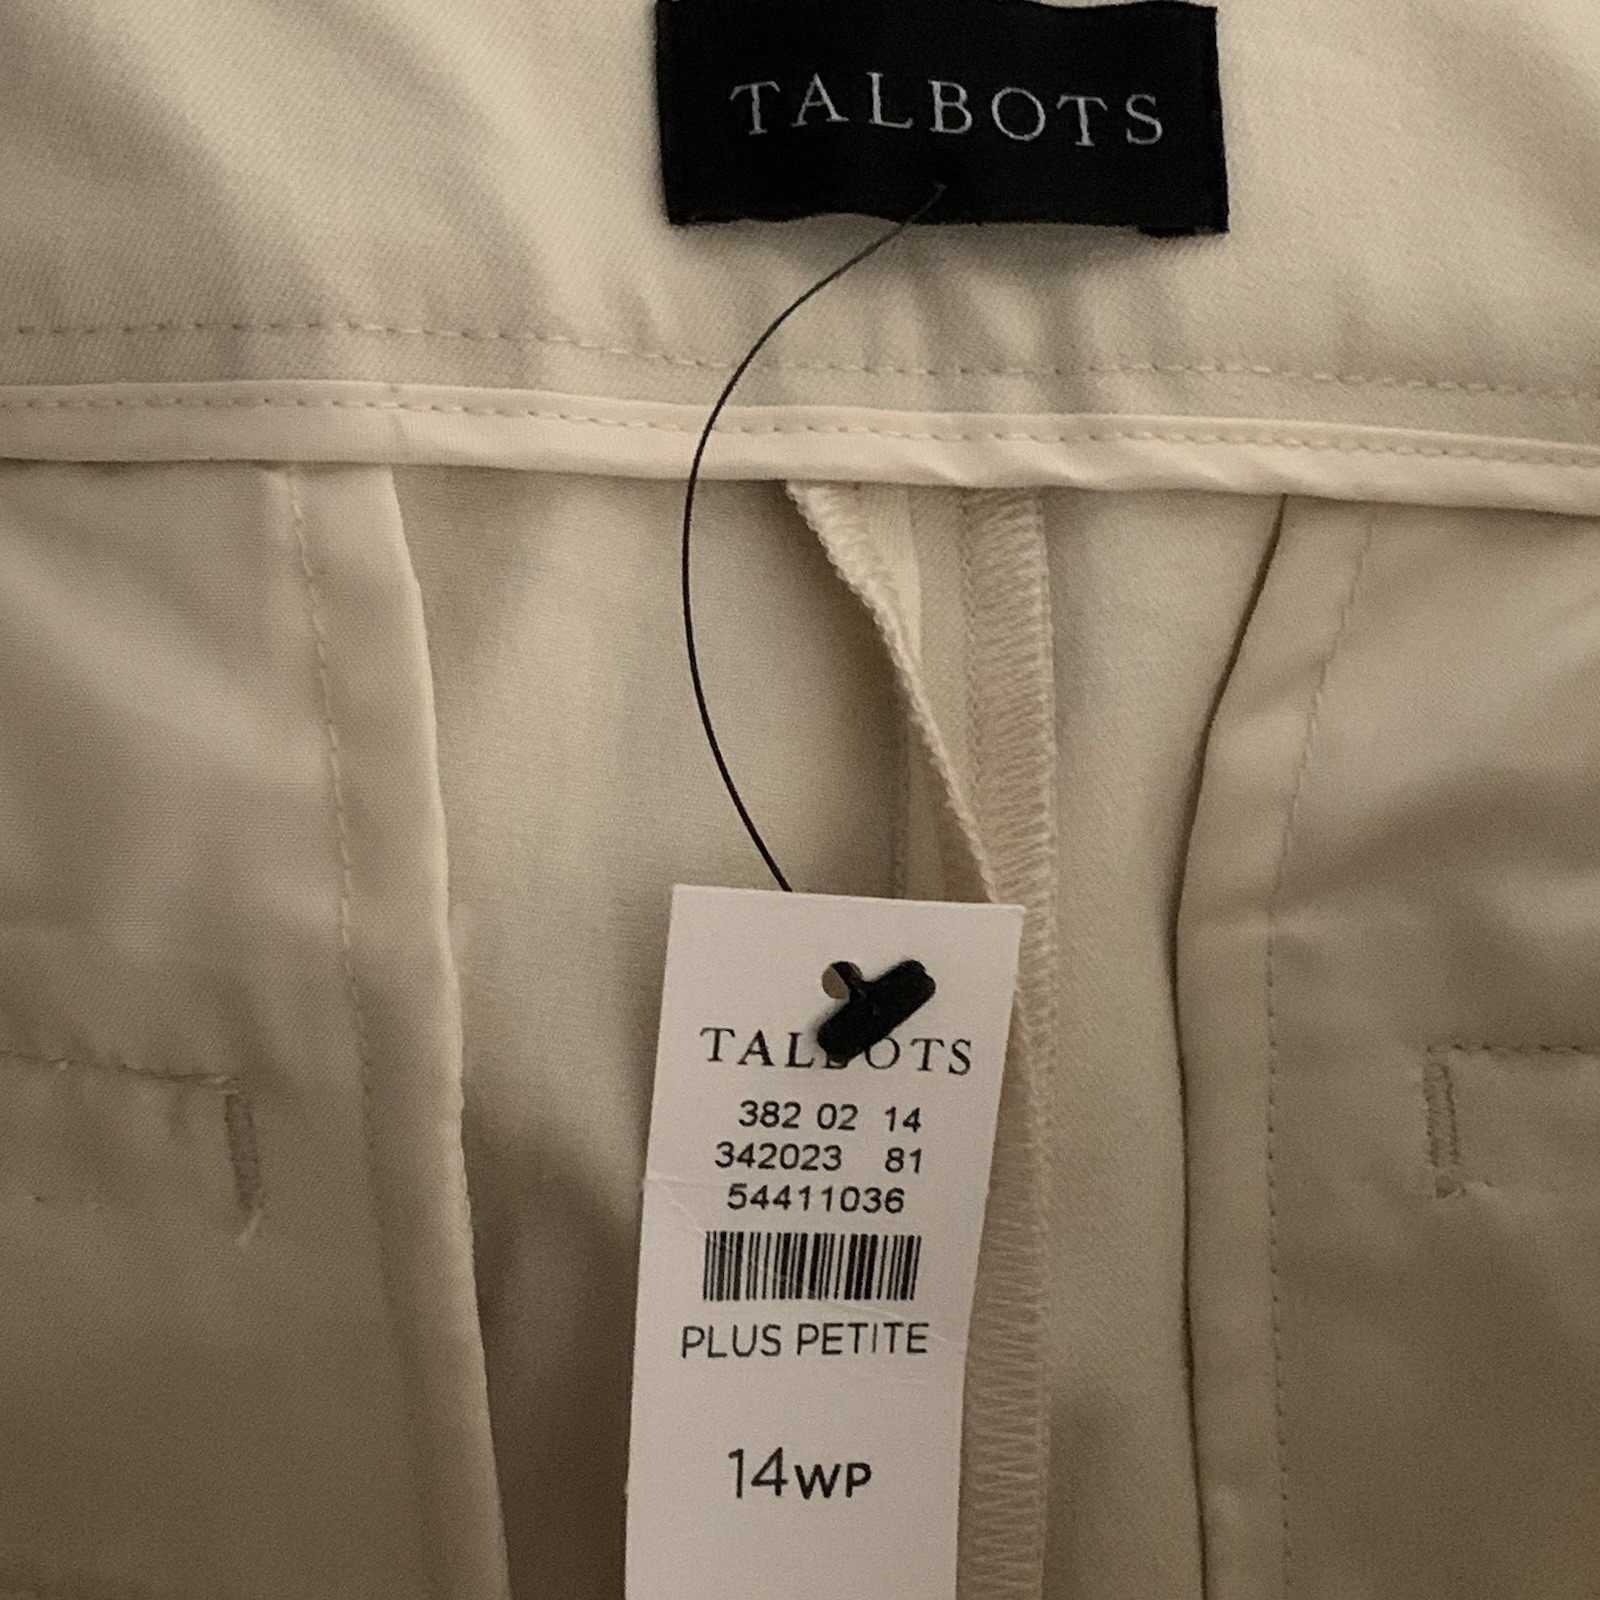 TALBOTS
TALBOTS
382 02 14
342023 81
54411036
PLUS PETITE
14WP